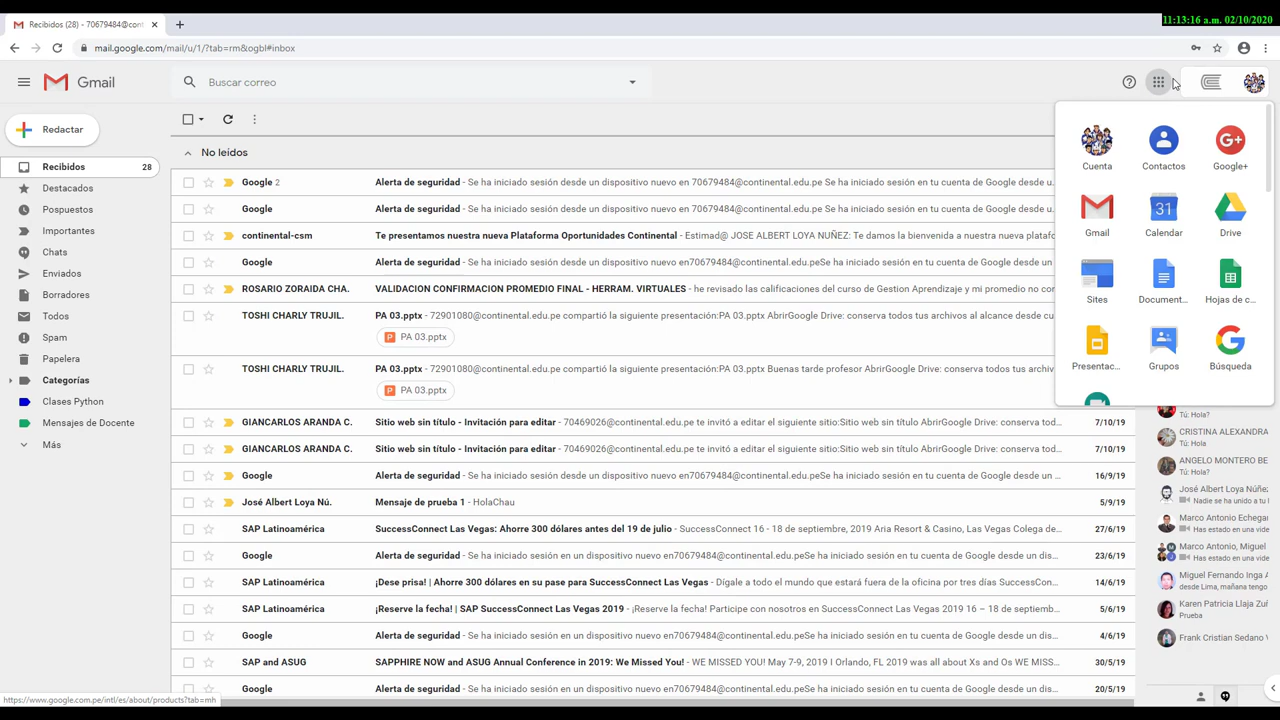 11:13:16 a.m. 02/10/2020
Recibidos (28) - 70679484@cont
mail.google.com/mail/u/1/?tab=rm&ogbl#inbox
Gmail
Buscar correo
Redactar
Recibidos 28
Destacados
Pospuestos
Importantes
Chats
Enviados
Borradores
Todos
Spam
Papelera
Categorías
Clases Python
Mensajes de Docente
Más
No leídos
Google 2 Alerta de seguridad - Se ha iniciado sesión desde un dispositivo nuevo en 70679484@continental.edu.pe Se ha iniciado sesión en tu cuenta de Google desde u...
Google Alerta de seguridad - Se ha iniciado sesión desde un dispositivo nuevo en 70679484@continental.edu.pe Se ha iniciado sesión en tu cuenta de Google desde u...
continental-csm Te presentamos nuestra nueva Plataforma Oportunidades Continental - Estimad@ JOSE ALBERT LOYA NUÑEZ: Te damos la bienvenida a nuestra nueva platafo...
Google Alerta de seguridad - Se ha iniciado sesión desde un dispositivo nuevo en70679484@continental.edu.peSe ha iniciado sesión en tu cuenta de Google desde un...
ROSARIO ZORAIDA CHA. VALIDACION CONFIRMACION PROMEDIO FINAL - HERRAM. VIRTUALES - he revisado las calificaciones del curso de Gestion Aprendizaje y mi promedio no con...
TOSHI CHARLY TRUJIL. PA 03.pptx - 72901080@continental.edu.pe compartió la siguiente presentación:PA 03.pptx AbrirGoogle Drive: conserva todos tus archivos al alcance desde cu...
PA 03.pptx
TOSHI CHARLY TRUJIL. PA 03.pptx - 72901080@continental.edu.pe compartió la siguiente presentación:PA 03.pptx Buenas tarde profesor AbrirGoogle Drive: conserva todos tus archiv...
PA 03.pptx
GIANCARLOS ARANDA C. Sitio web sin título - Invitación para editar - 70469026@continental.edu.pe te invitó a editar el siguiente sitio:Sitio web sin título AbrirGoogle Drive: conserva tod... 7/10/19
GIANCARLOS ARANDA C. Sitio web sin título - Invitación para editar - 70469026@continental.edu.pe te invitó a editar el siguiente sitio:Sitio web sin título AbrirGoogle Drive: conserva tod... 7/10/19
Google Alerta de seguridad - Se ha iniciado sesión desde un dispositivo nuevo en70679484@continental.edu.peSe ha iniciado sesión en tu cuenta de Google desde un... 16/9/19
José Albert Loya Nú. Mensaje de prueba 1 - HolaChau 5/9/19
SAP Latinoamérica SuccessConnect Las Vegas: Ahorre 300 dólares antes del 19 de julio - SuccessConnect 16 - 18 de septiembre, 2019 Aria Resort & Casino, Las Vegas Colega de... 27/6/19
Google Alerta de seguridad - Se ha iniciado sesión en un dispositivo nuevo en70679484@continental.edu.peSe ha iniciado sesión en tu cuenta de Google desde un dis... 23/6/19
SAP Latinoamérica ¡Dese prisa! | Ahorre 300 dólares en su pase para SuccessConnect Las Vegas - Dígale a todo el mundo que estará fuera de la oficina por tres días SuccessCon... 14/6/19
SAP Latinoamérica ¡Reserve la fecha! | SAP SuccessConnect Las Vegas 2019 - ¡Reserve la fecha! Participe con nosotros en SuccessConnect Las Vegas 2019 16 – 18 de septiemb... 5/6/19
Google Alerta de seguridad - Se ha iniciado sesión en un dispositivo nuevo en70679484@continental.edu.peSe ha iniciado sesión en tu cuenta de Google desde un dis... 4/6/19
SAP and ASUG SAPPHIRE NOW and ASUG Annual Conference in 2019: We Missed You! - WE MISSED YOU! May 7-9, 2019 I Orlando, FL 2019 was all about Xs and Os WE MISS... 30/5/19
Google Alerta de seguridad - Se ha iniciado sesión en un dispositivo nuevo en70679484@continental.edu.peSe ha iniciado sesión en tu cuenta de Google desde un dis... 20/5/19
Cuenta Contactos Google+
31
Gmail Calendar Drive
Sites Document... Hojas de c...
Presentac... Grupos Búsqueda
Tú: Hola?
CRISTINA ALEXANDRA
Tú: Hola
ANGELO MONTERO BE
Tú: Hola?
José Albert Loya Núñez
Nadie se ha unido a tu
Marco Antonio Echegar
Has estado en una víde
Marco Antonio, Miguel
Has estado en una víde
Miguel Fernando Inga A
desde Lima, mañana tengo
Karen Patricia Llaja Zuñ
Prueba
Frank Cristian Sedano V
https://www.google.com.pe/intl/es/about/products?tab=mh